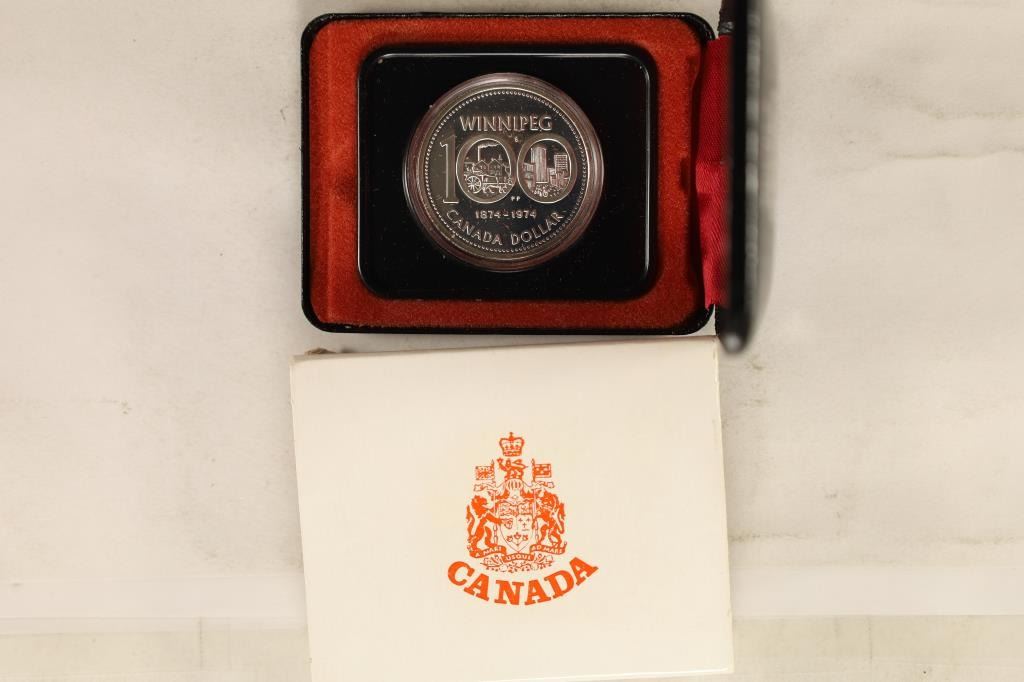 WINNIPEG
100
1874-1974
CANADA DOLLAR
A MARI USQUE AD MARE
CANADA